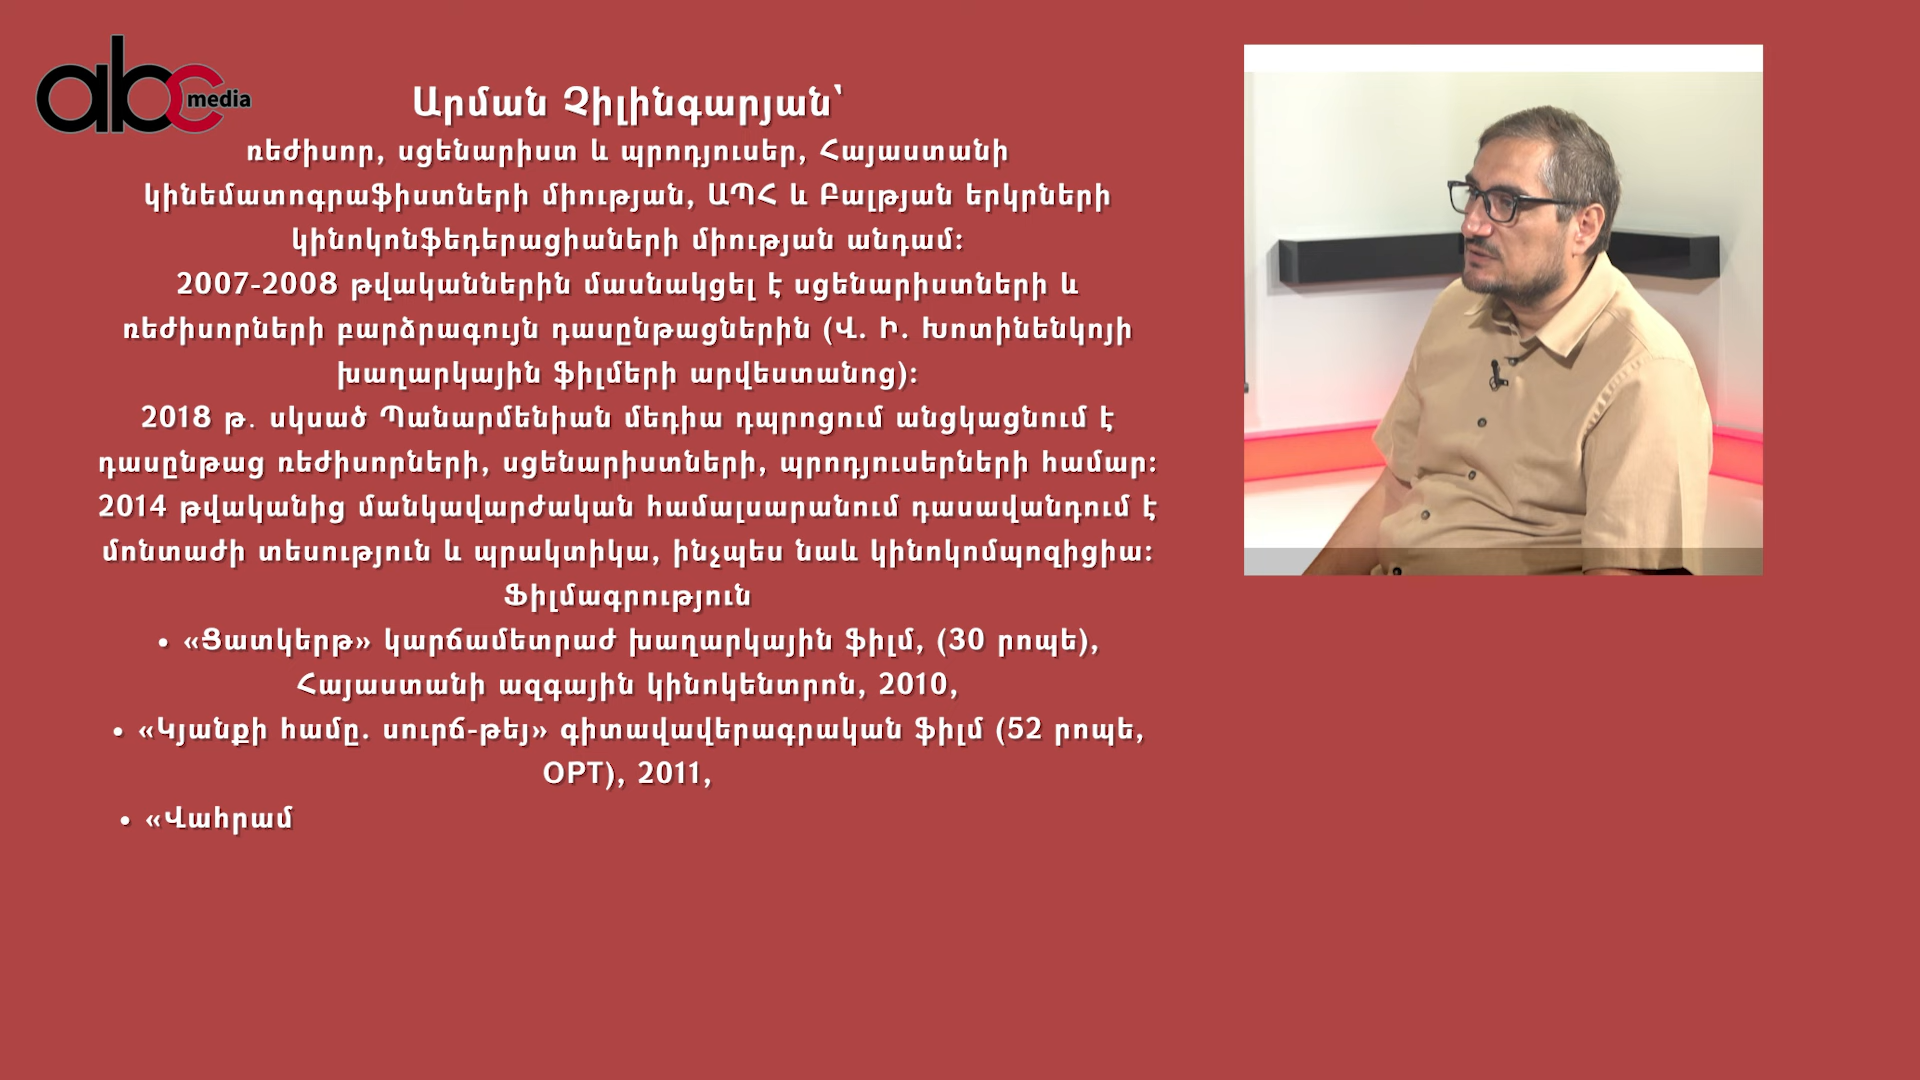 abc media
Արման Չիլինգարյան՝
ռեժիսոր, սցենարիստ և պրոդյուսեր, Հայաստանի
կինեմատոգրաֆիստների միության, ԱՊՀ և Բալթյան երկրների
կինոկոնֆեդերացիաների միության անդամ:
2007-2008 թվականներին մասնակցել է սցենարիստների և
ռեժիսորների բարձրագույն դասընթացներին (Վ. Ի. Խոտինենկոյի
խաղարկային ֆիլմերի արվեստանոց):
2018 թ. սկսած Պանարմենիան մեդիա դպրոցում անցկացնում է
դասընթաց ռեժիսորների, սցենարիստների, պրոդյուսերների համար:
2014 թվականից մանկավարժական համալսարանում դասավանդում է
մոնտաժի տեսություն և պրակտիկա, ինչպես նաև կինոկոմպոզիցիա:
Ֆիլմագրություն
• «Ցատկերթ» կարճամետրաժ խաղարկային ֆիլմ, (30 րոպե),
Հայաստանի ազգային կինոկենտրոն, 2010,
• «Կյանքի համը. սուրճ-թեյ» գիտավավերագրական ֆիլմ (52 րոպե,
ОРТ), 2011,
• «Վահրամ